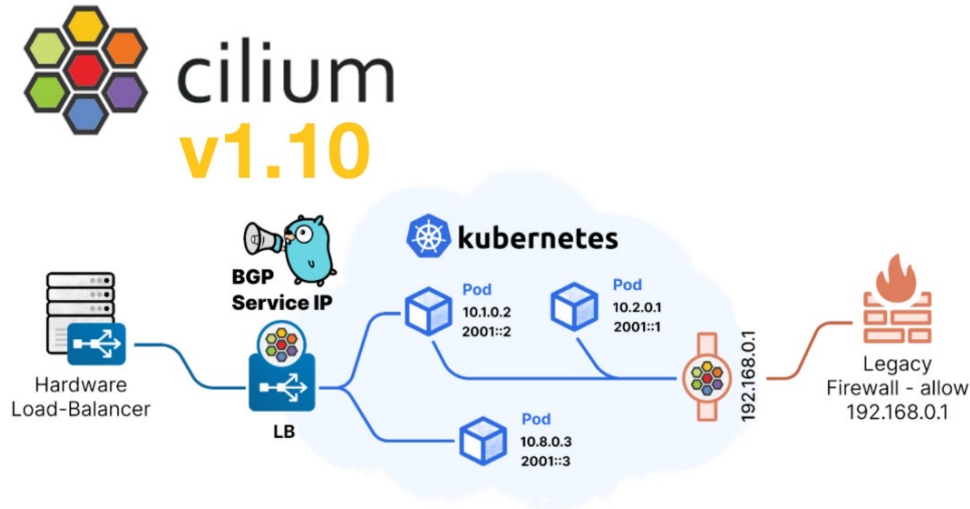 cilium
v1.10
kubernetes
BGP
Service IP
Pod
10.1.0.2
2001::2
Pod
10.2.0.1
2001::1
Hardware
Load-Balancer
LB
Pod
10.8.0.3
2001::3
192.168.0.1
Legacy
Firewall - allow
192.168.0.1